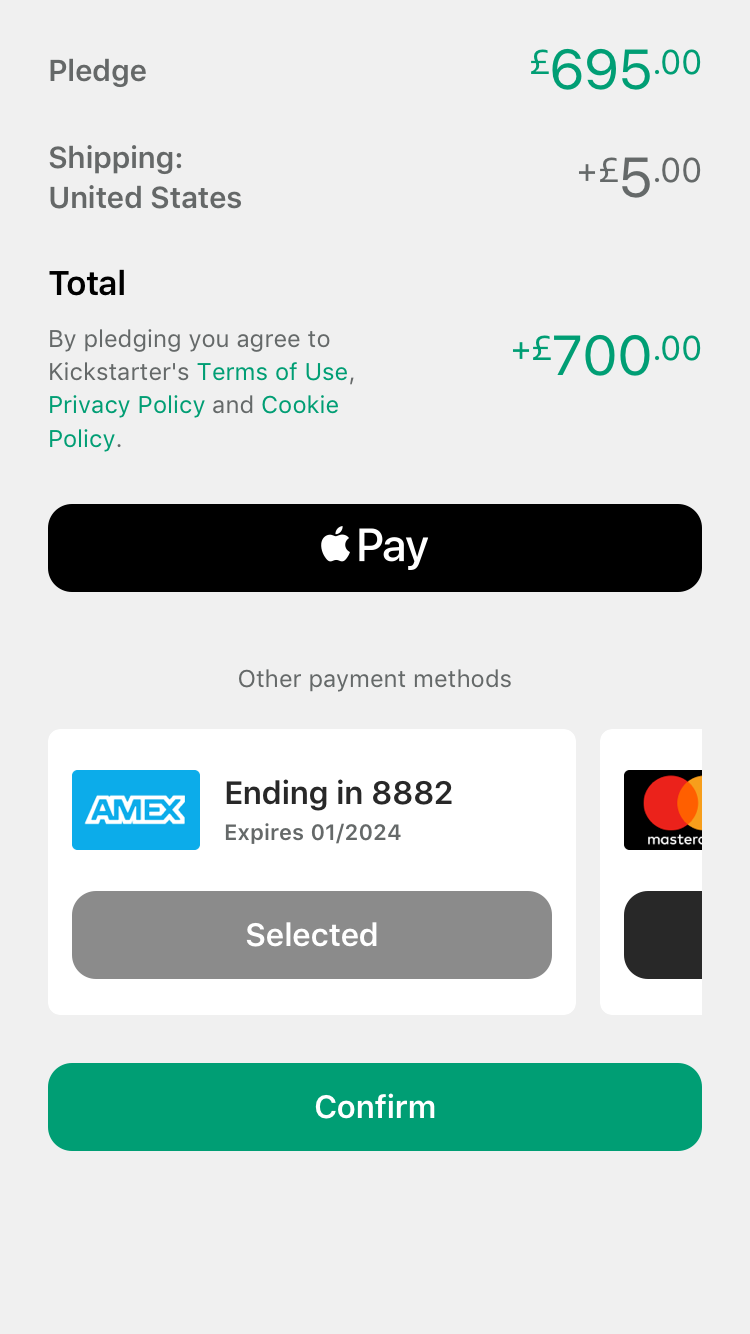 Pledge
£695.00
Shipping:
United States
+£5.00
Total
By pledging you agree to
Kickstarter's Terms of Use,
Privacy Policy and Cookie
Policy.
+£700.00
Pay
Other payment methods
AMEX
Ending in 8882
Expires 01/2024
Selected
Confirm